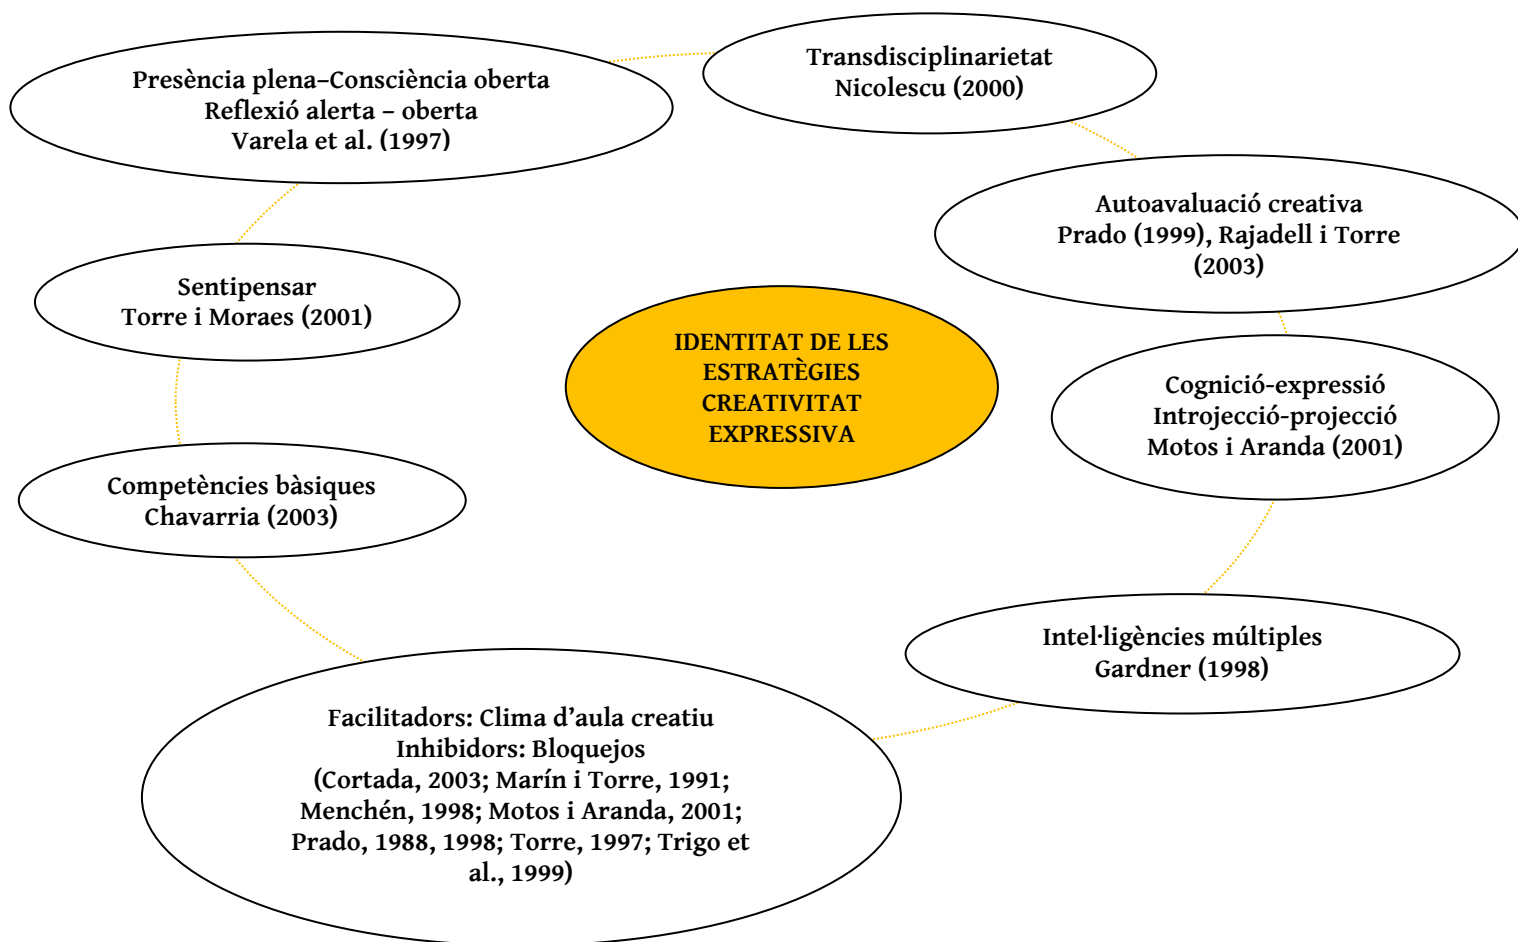 Transdisciplinarietat
Nicolescu (2000)
Presència plena–Consciència oberta
Reflexió alerta – oberta
Varela et al. (1997)
Autoavaluació creativa
Prado (1999), Rajadell i Torre
(2003)
Sentipensar
Torre i Moraes (2001)
IDENTITAT DE LES
ESTRATÈGIES
CREATIVITAT
EXPRESSIVA
Cognició-expressió
Introjecció-projecció
Motos i Aranda (2001)
Competències bàsiques
Chavarria (2003)
Intel·ligències múltiples
Gardner (1998)
Facilitadors: Clima d’aula creatiu
Inhibidors: Bloquejos
(Cortada, 2003; Marín i Torre, 1991;
Menchén, 1998; Motos i Aranda, 2001;
Prado, 1988, 1998; Torre, 1997; Trigo et
al., 1999)